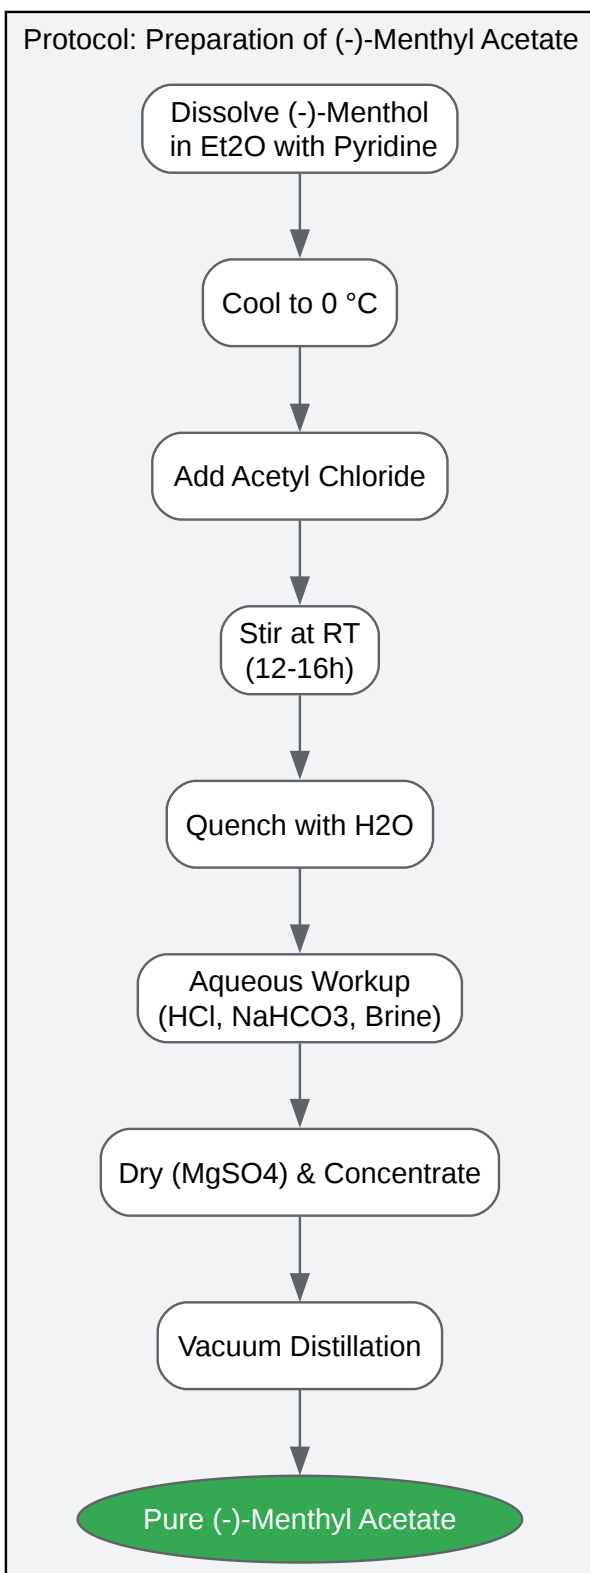 Protocol: Preparation of (-)-Menthyl Acetate
Dissolve (-)-Menthol
in Et2O with Pyridine
Cool to 0 °C
Add Acetyl Chloride
Stir at RT
(12-16h)
Quench with H2O
Aqueous Workup
(HCl, NaHCO3, Brine)
Dry (MgSO4) & Concentrate
Vacuum Distillation
Pure (-)-Menthyl Acetate